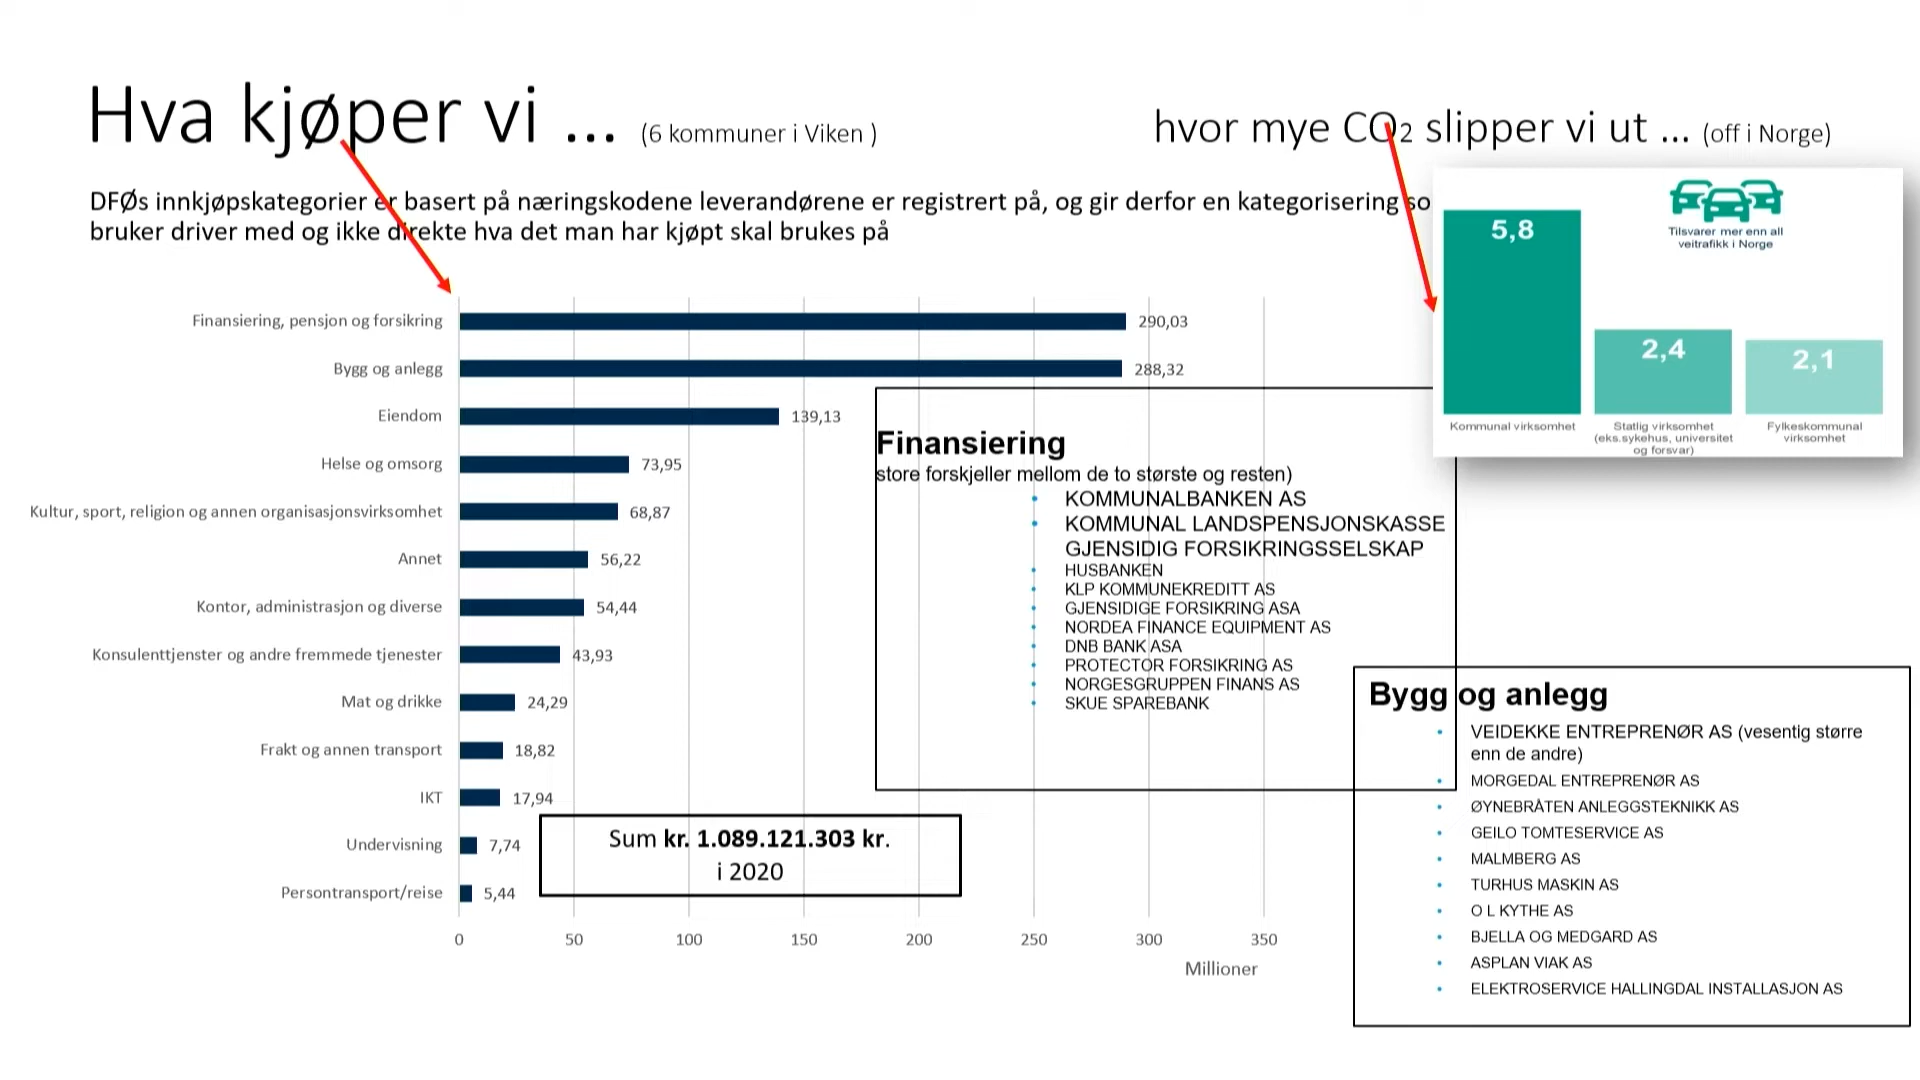 Hva kjøper vi ... (6 kommuner i Viken )
hvor mye CO2 slipper vi ut ... (off i Norge)
DFØs innkjøpskategorier er basert på næringskodene leverandørene er registrert på, og gir derfor en kategorisering so
bruker driver med og ikke direkte hva det man har kjøpt skal brukes på
5,8
2,4
2,1
Tilsvarer mer enn all
veitrafikk i Norge
Kommunal virksomhet
Statlig virksomhet
(eks.sykehus, universitet
og forsvar)
Fylkeskommunal
virksomhet
Finansiering, pensjon og forsikring 290,03
Bygg og anlegg 288,32
Eiendom 139,13
Helse og omsorg 73,95
Kultur, sport, religion og annen organisasjonsvirksomhet 68,87
Annet 56,22
Kontor, administrasjon og diverse 54,44
Konsulenttjenster og andre fremmede tjenester 43,93
Mat og drikke 24,29
Frakt og annen transport 18,82
IKT 17,94
Undervisning 7,74
Persontransport/reise 5,44
0 50 100 150 200 250 300 350
Millioner
Sum kr. 1.089.121.303 kr.
i 2020
Finansiering
store forskjeller mellom de to største og resten)
• KOMMUNALBANKEN AS
• KOMMUNAL LANDSPENSJONSKASSE
GJENSIDIG FORSIKRINGSSELSKAP
• HUSBANKEN
• KLP KOMMUNEKREDITT AS
• GJENSIDIGE FORSIKRING ASA
• NORDEA FINANCE EQUIPMENT AS
• DNB BANK ASA
• PROTECTOR FORSIKRING AS
• NORGESGRUPPEN FINANS AS
• SKUE SPAREBANK
Bygg og anlegg
• VEIDEKKE ENTREPRENØR AS (vesentig større
enn de andre)
• MORGEDAL ENTREPRENØR AS
• ØYNEBRÅTEN ANLEGGSTEKNIKK AS
• GEILO TOMTESERVICE AS
• MALMBERG AS
• TURHUS MASKIN AS
• O L KYTHE AS
• BJELLA OG MEDGARD AS
• ASPLAN VIAK AS
• ELEKTROSERVICE HALLINGDAL INSTALLASJON AS